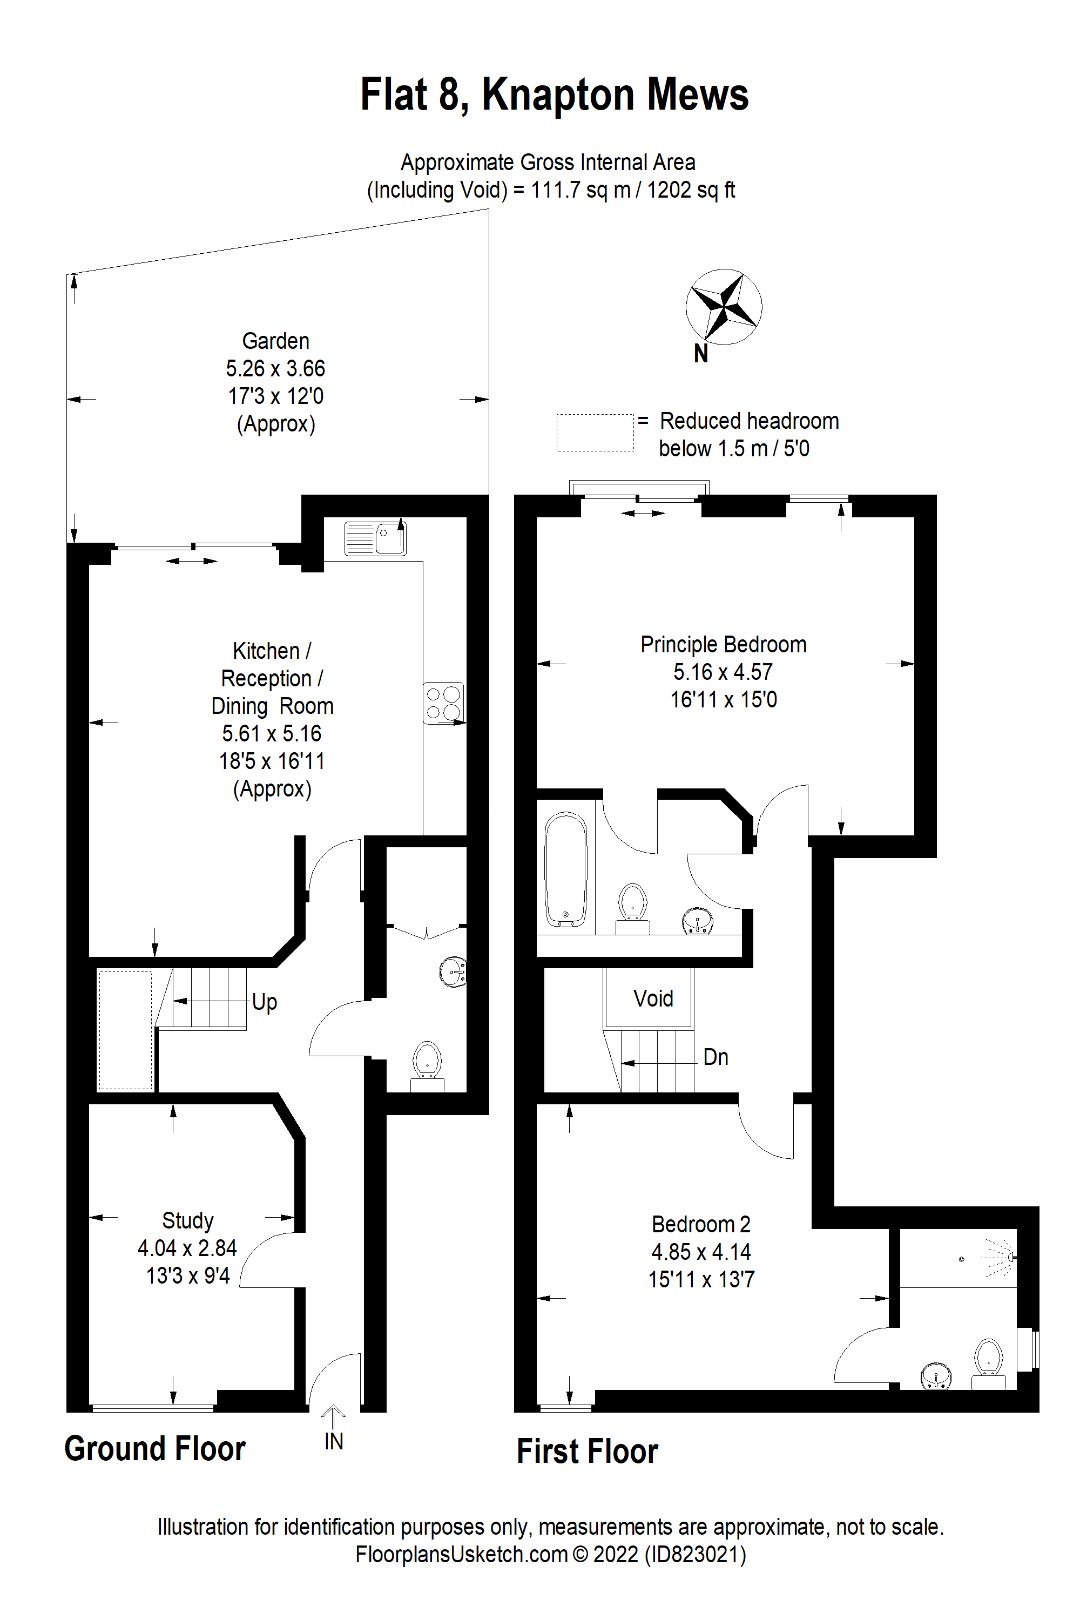 Flat 8, Knapton Mews
Approximate Gross Internal Area
(Including Void) = 111.7 sq m / 1202 sq ft
Garden
5.26 x 3.66
17'3 x 12'0
(Approx)
N
= Reduced headroom
below 1.5 m / 5'0
Kitchen /
Reception /
Dining Room
5.61 x 5.16
18'5 x 16'11
(Approx)
Principle Bedroom
5.16 x 4.57
16'11 x 15'0
Up
Void
Dn
Study
4.04 x 2.84
13'3 x 9'4
Bedroom 2
4.85 x 4.14
15'11 x 13'7
IN
Ground Floor
First Floor
Illustration for identification purposes only, measurements are approximate, not to scale.
FloorplansUsketch.com © 2022 (ID823021)